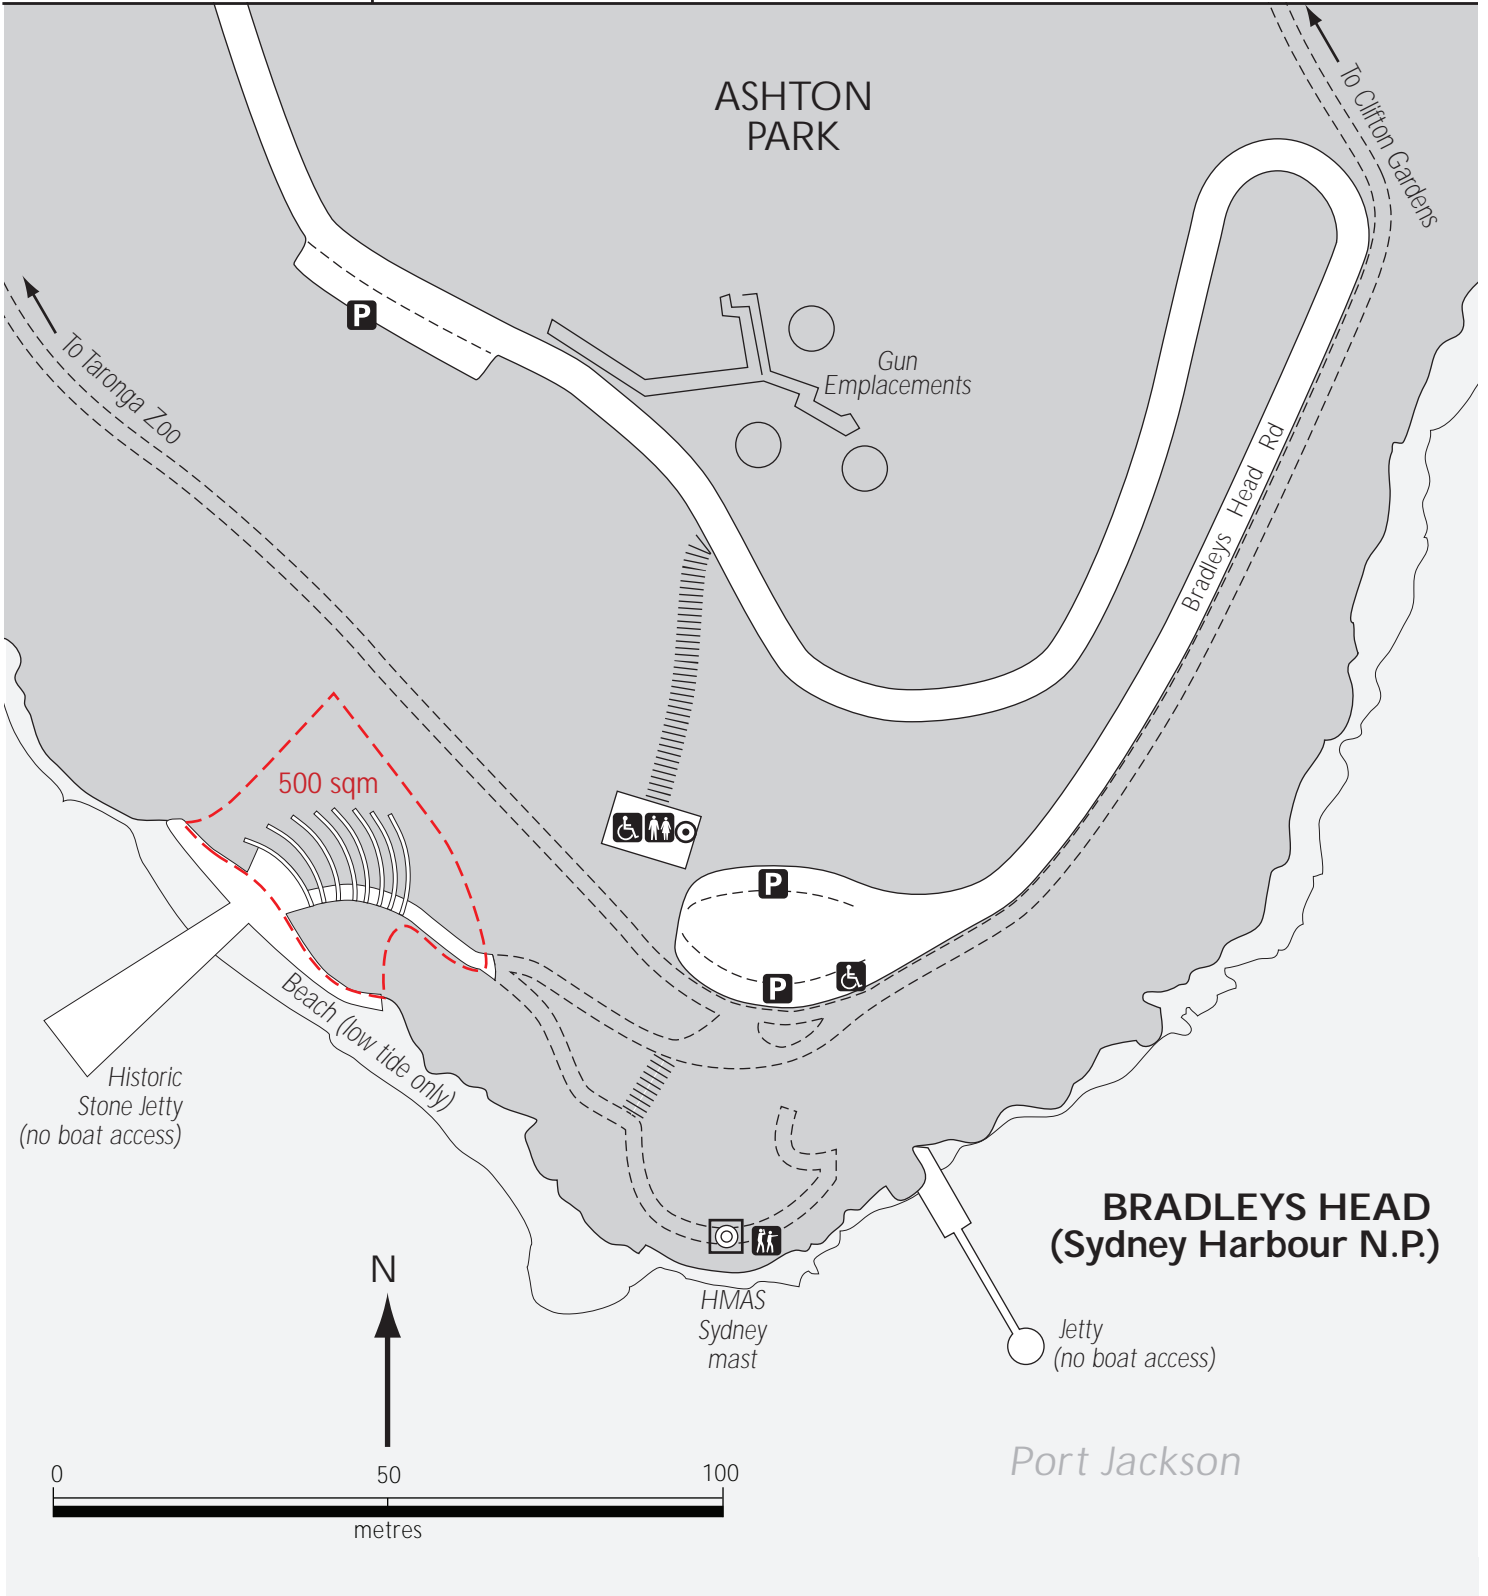 ASHTON
PARK
To Clifton Gardens
P
To Taronga Zoo
Gun
Emplacements
Bradleys Head Rd
500 sqm
P
P
Beach (low tide only)
Historic
Stone Jetty
(no boat access)
BRADLEYS HEAD
(Sydney Harbour N.P.)
N
HMAS
Sydney
mast
Jetty
(no boat access)
Port Jackson
0 50 100
metres